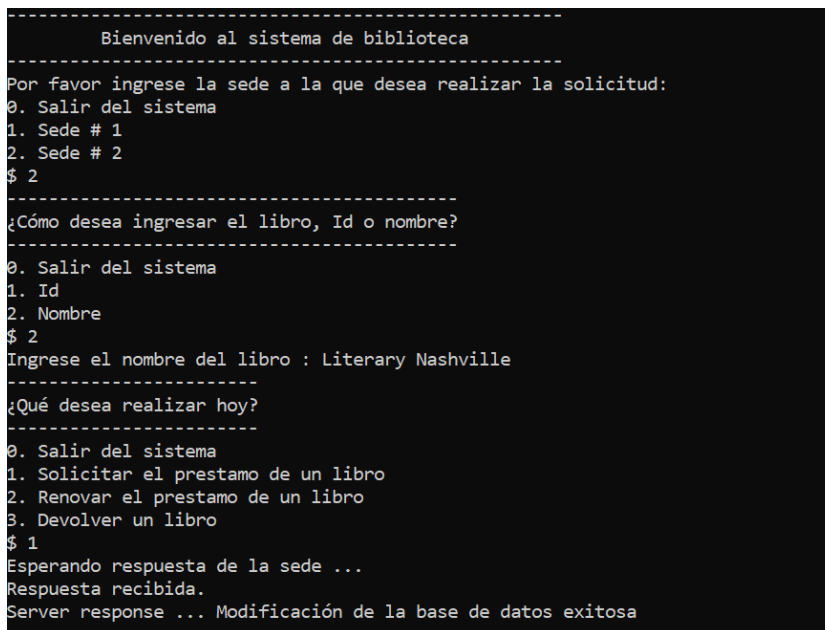 -----------------------------------------------------
Bienvenido al sistema de biblioteca
-----------------------------------------------------
Por favor ingrese la sede a la que desea realizar la solicitud:
0. Salir del sistema
1. Sede # 1
2. Sede # 2
$ 2
-------------------------------------------
¿Cómo desea ingresar el libro, Id o nombre?
-------------------------------------------
0. Salir del sistema
1. Id
2. Nombre
$ 2
Ingrese el nombre del libro : Literary Nashville
------------------------
¿Qué desea realizar hoy?
------------------------
0. Salir del sistema
1. Solicitar el prestamo de un libro
2. Renovar el prestamo de un libro
3. Devolver un libro
$ 1
Esperando respuesta de la sede ...
Respuesta recibida.
Server response ... Modificación de la base de datos exitosa